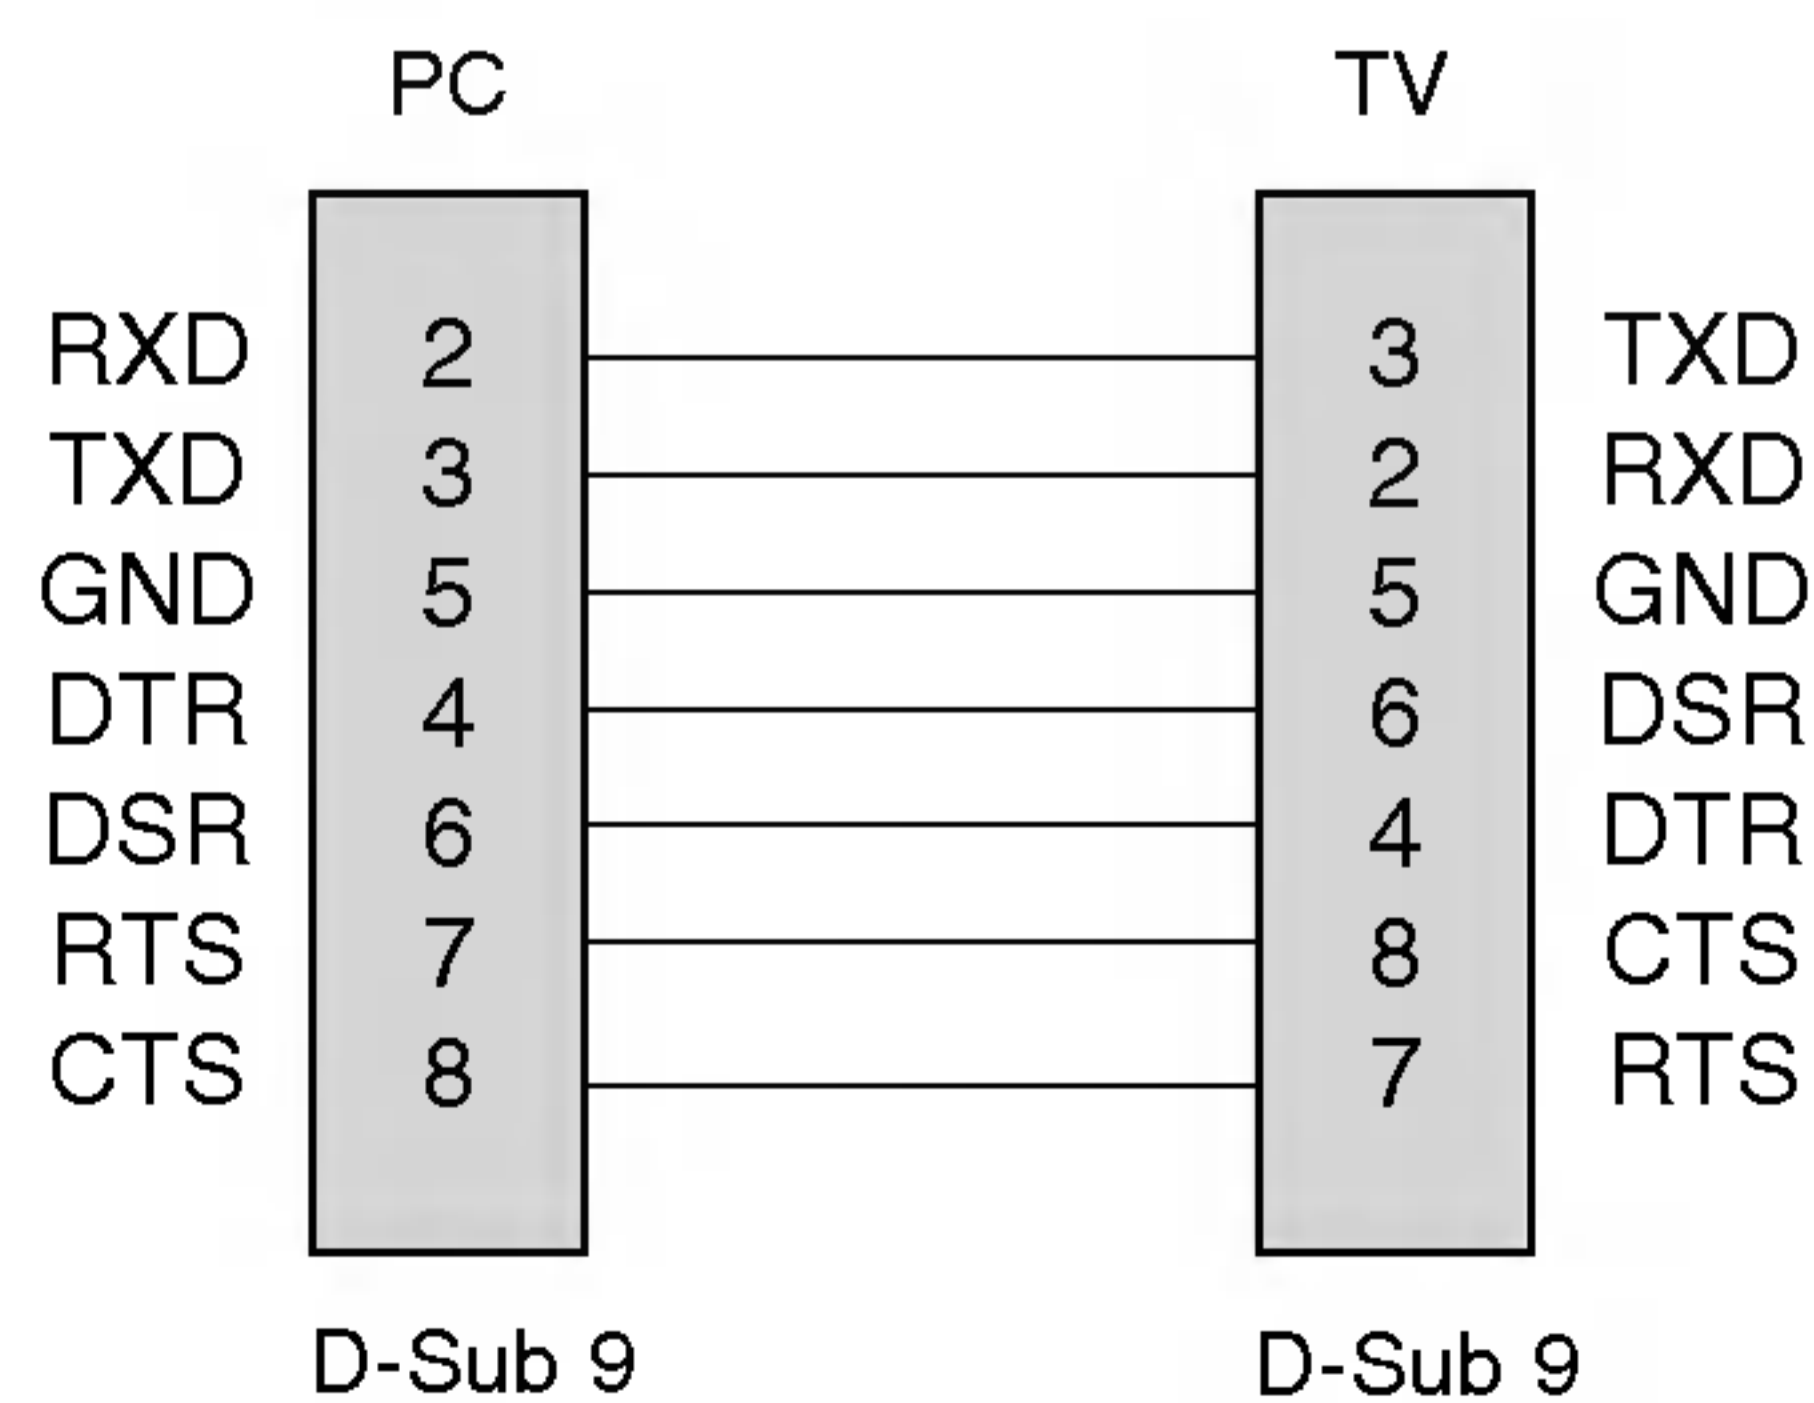 PC TV
RXD 2 3 TXD
TXD 3 2 RXD
GND 5 5 GND
DTR 4 6 DSR
DSR 6 4 DTR
RTS 7 8 CTS
CTS 8 7 RTS
D-Sub 9 D-Sub 9